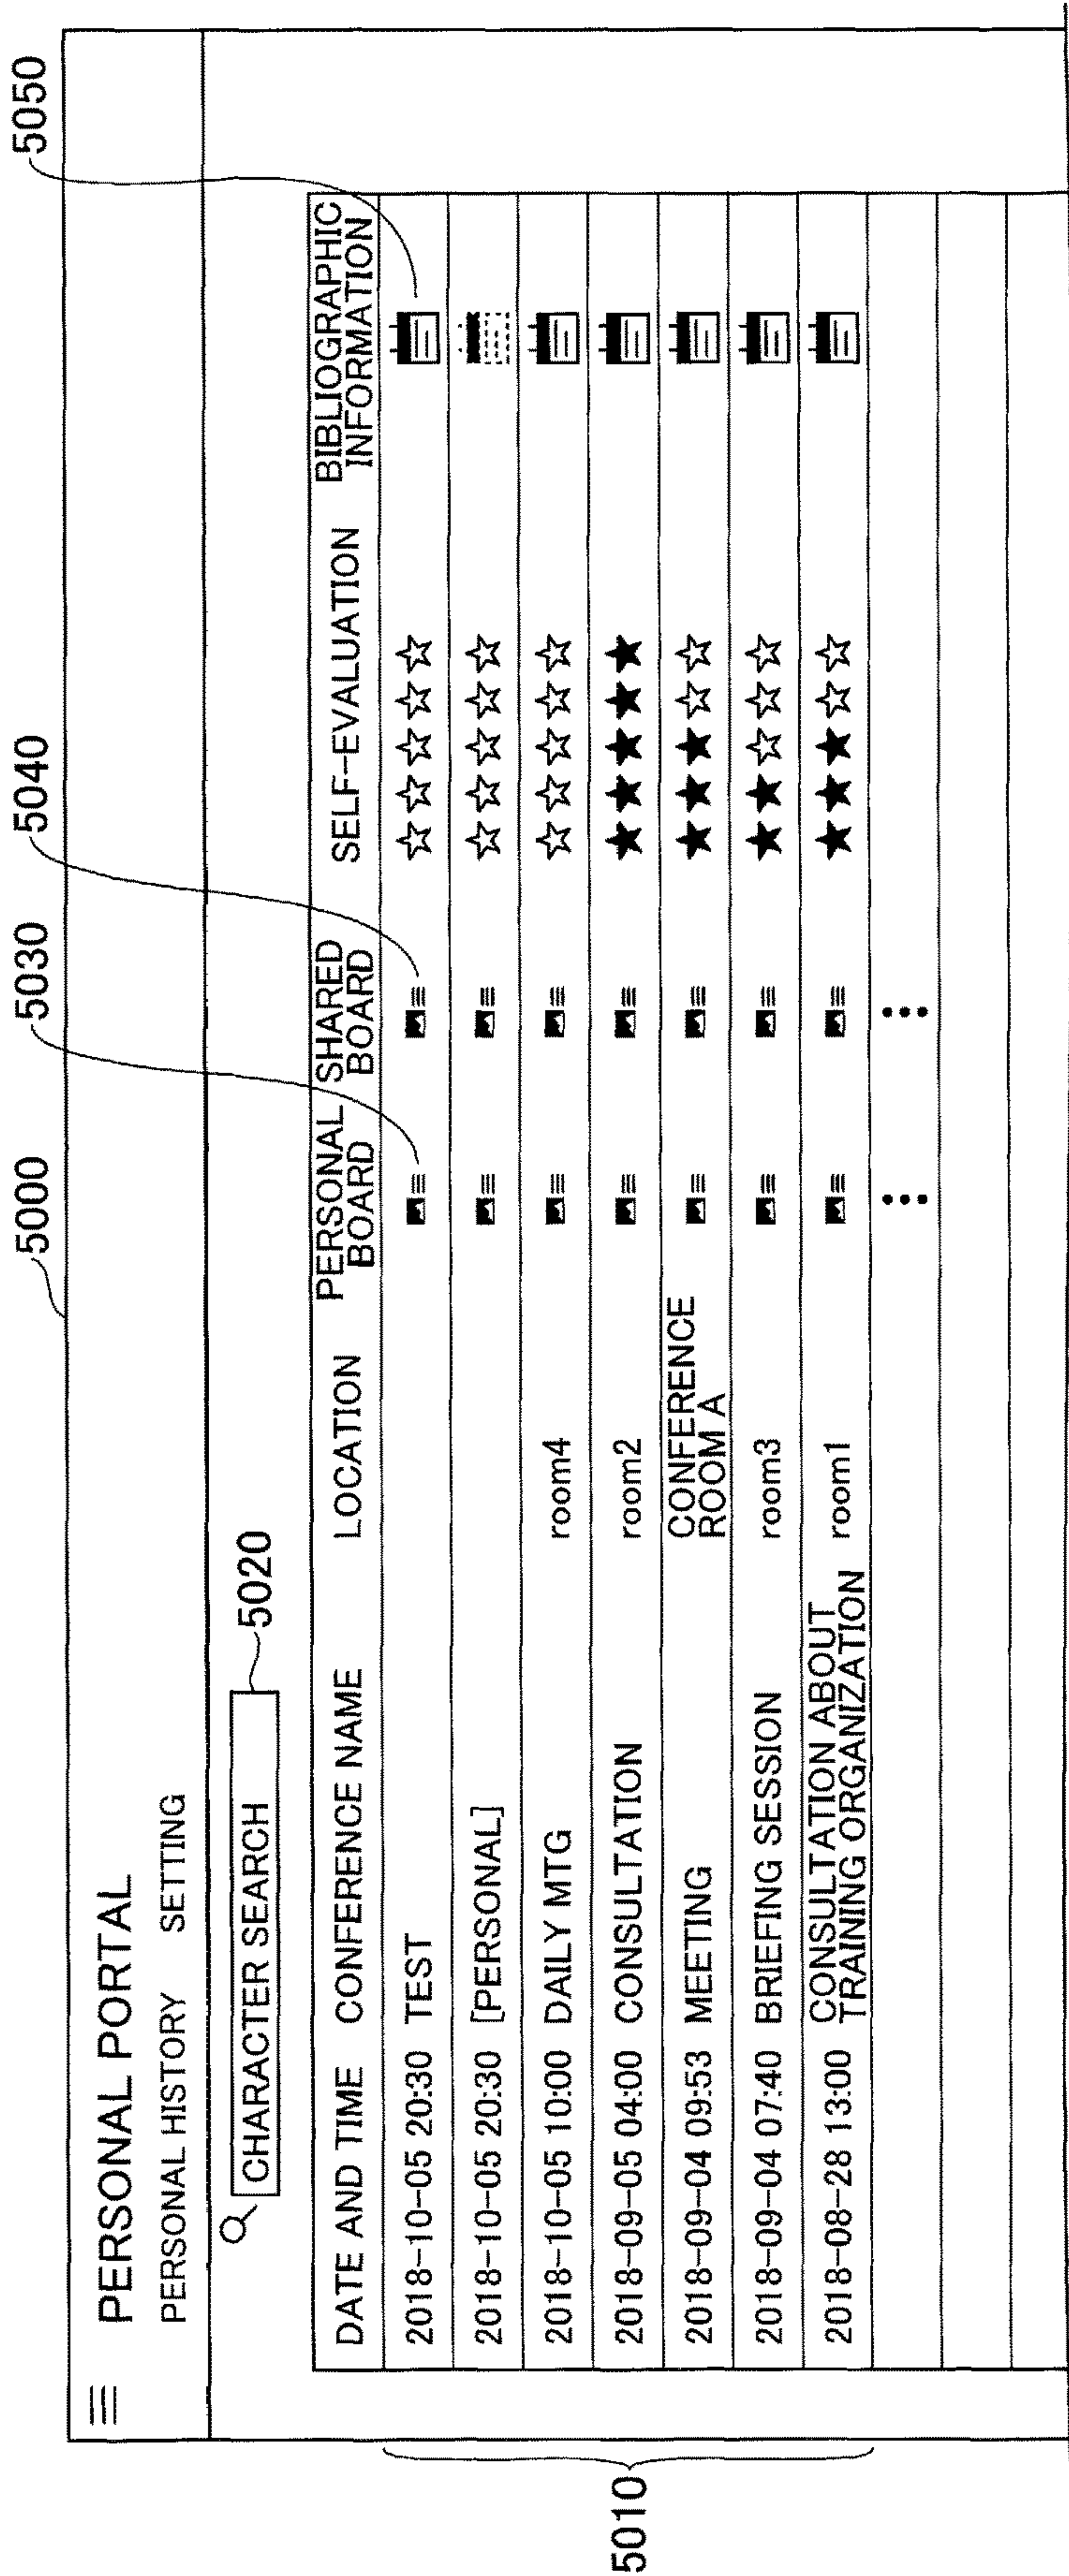 5000
5030
5040
5050
PERSONAL PORTAL
PERSONAL HISTORY SETTING
CHARACTER SEARCH
5020
DATE AND TIME CONFERENCE NAME LOCATION PERSONAL BOARD SHARED BOARD SELF-EVALUATION BIBLIOGRAPHIC INFORMATION
2018-10-05 20:30 TEST
2018-10-05 20:30 [PERSONAL]
2018-10-05 10:00 DAILY MTG room4
2018-09-05 04:00 CONSULTATION room2
2018-09-04 09:53 MEETING CONFERENCE ROOM A
2018-09-04 07:40 BRIEFING SESSION room3
2018-08-28 13:00 CONSULTATION ABOUT TRAINING ORGANIZATION room1
5010